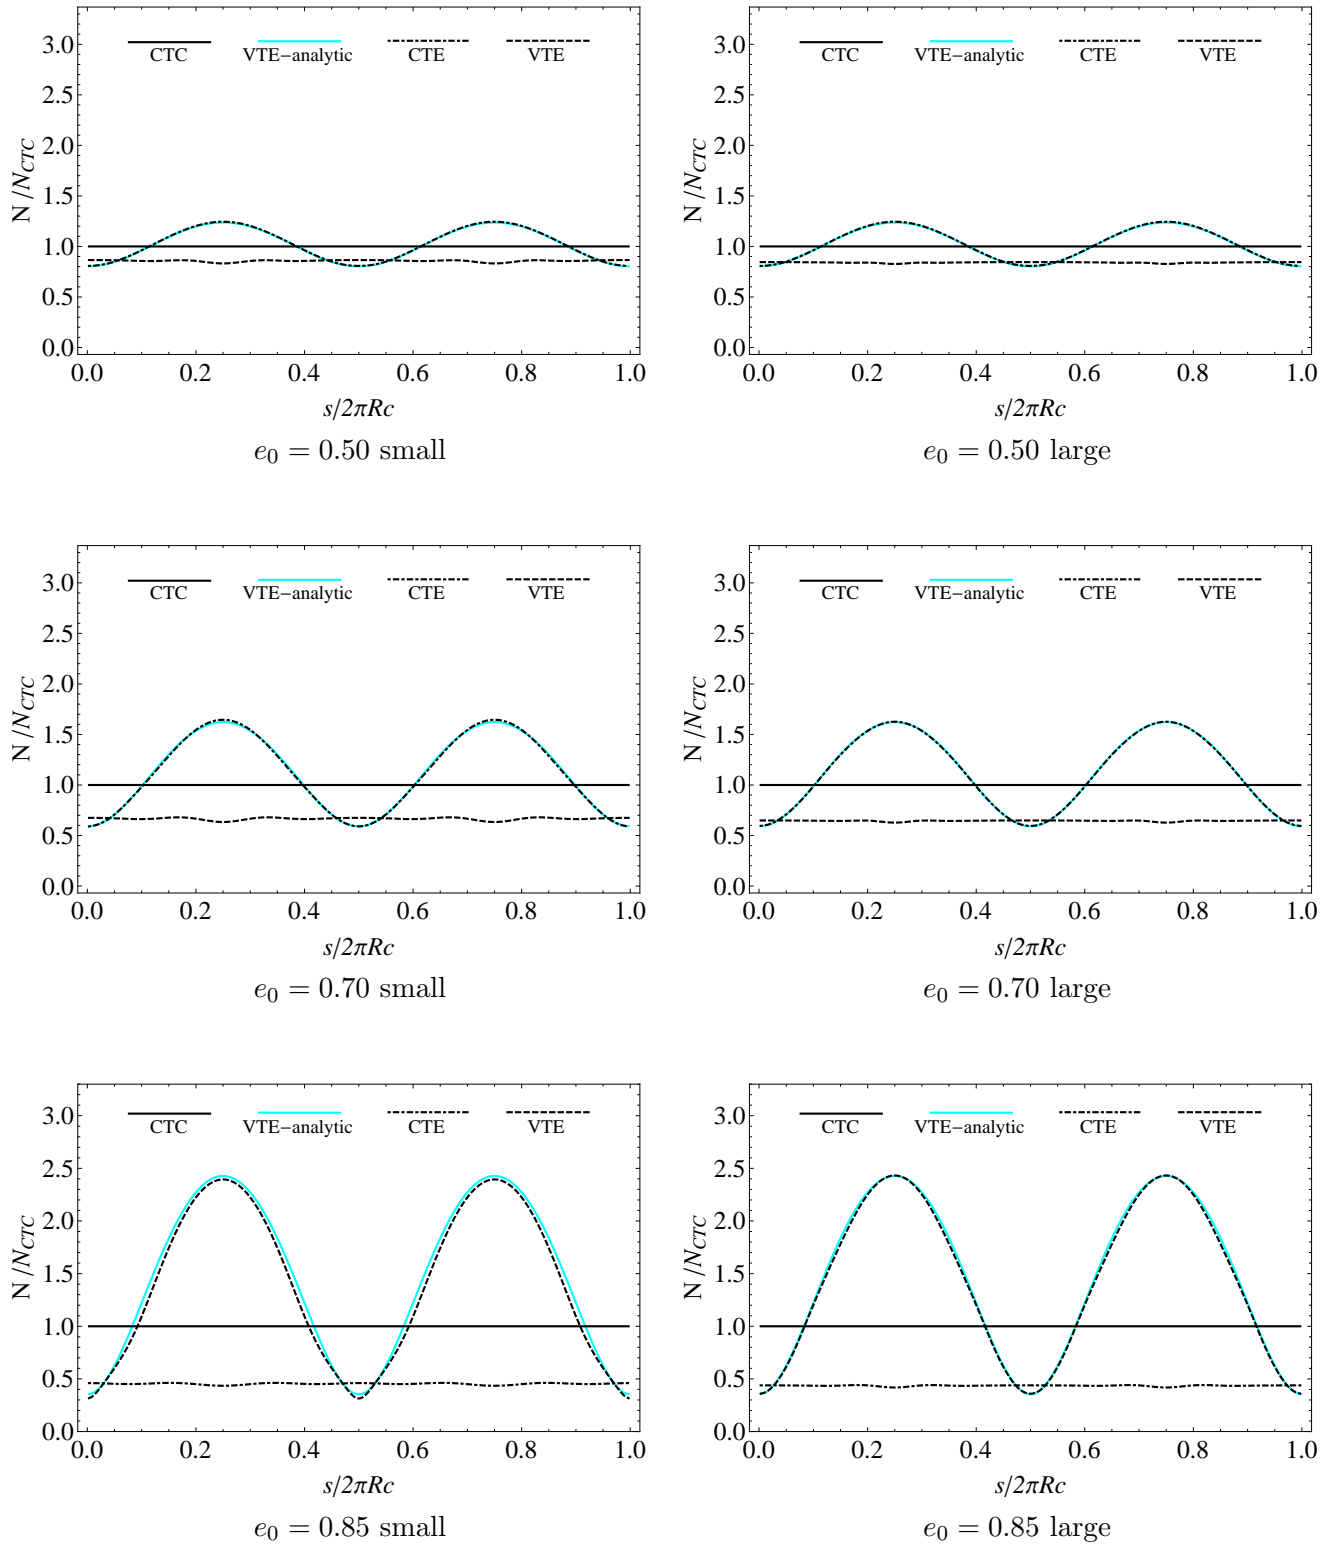 3.0
2.5
2.0
1.5
1.0
0.5
0.0
N /N_CTC
CTC VTE−analytic CTE VTE
0.0 0.2 0.4 0.6 0.8 1.0
s/2πRc
e₀ = 0.50 small
3.0
2.5
2.0
1.5
1.0
0.5
0.0
N /N_CTC
CTC VTE−analytic CTE VTE
0.0 0.2 0.4 0.6 0.8 1.0
s/2πRc
e₀ = 0.50 large
3.0
2.5
2.0
1.5
1.0
0.5
0.0
N /N_CTC
CTC VTE−analytic CTE VTE
0.0 0.2 0.4 0.6 0.8 1.0
s/2πRc
e₀ = 0.70 small
3.0
2.5
2.0
1.5
1.0
0.5
0.0
N /N_CTC
CTC VTE−analytic CTE VTE
0.0 0.2 0.4 0.6 0.8 1.0
s/2πRc
e₀ = 0.70 large
3.0
2.5
2.0
1.5
1.0
0.5
0.0
N /N_CTC
CTC VTE−analytic CTE VTE
0.0 0.2 0.4 0.6 0.8 1.0
s/2πRc
e₀ = 0.85 small
3.0
2.5
2.0
1.5
1.0
0.5
0.0
N /N_CTC
CTC VTE−analytic CTE VTE
0.0 0.2 0.4 0.6 0.8 1.0
s/2πRc
e₀ = 0.85 large